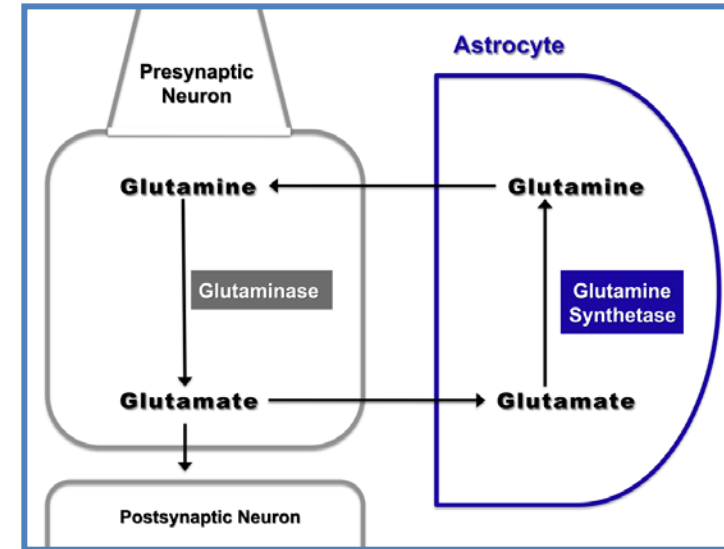 Astrocyte
Presynaptic
Neuron
Glutamine
Glutamine
Glutaminase
Glutamine
Synthetase
Glutamate
Glutamate
Postsynaptic Neuron